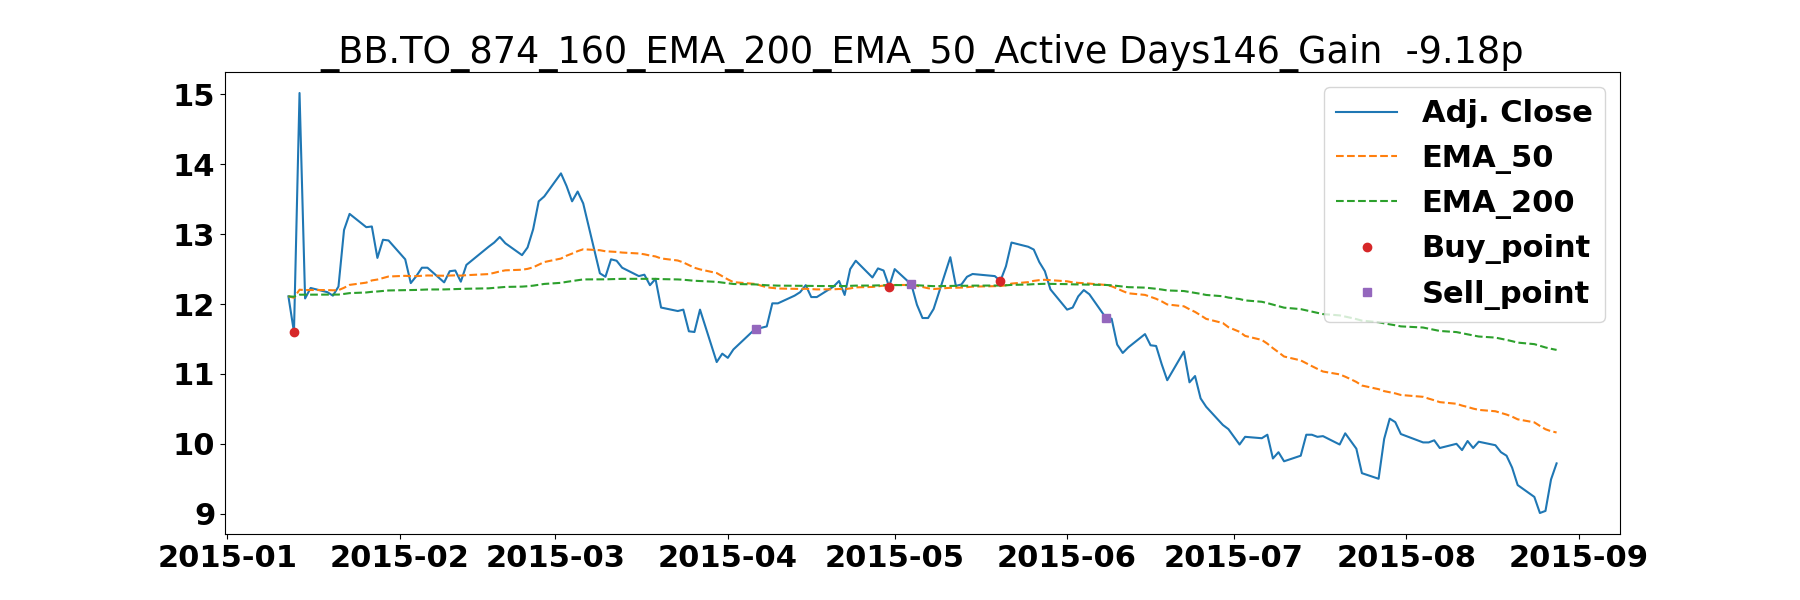 _BB.TO_874_160_EMA_200_EMA_50_Active Days146_Gain  -9.18p
15
14
13
12
11
10
9
Adj. Close
EMA_50
EMA_200
Buy_point
Sell_point
2015-01 2015-02 2015-03 2015-04 2015-05 2015-06 2015-07 2015-08 2015-09